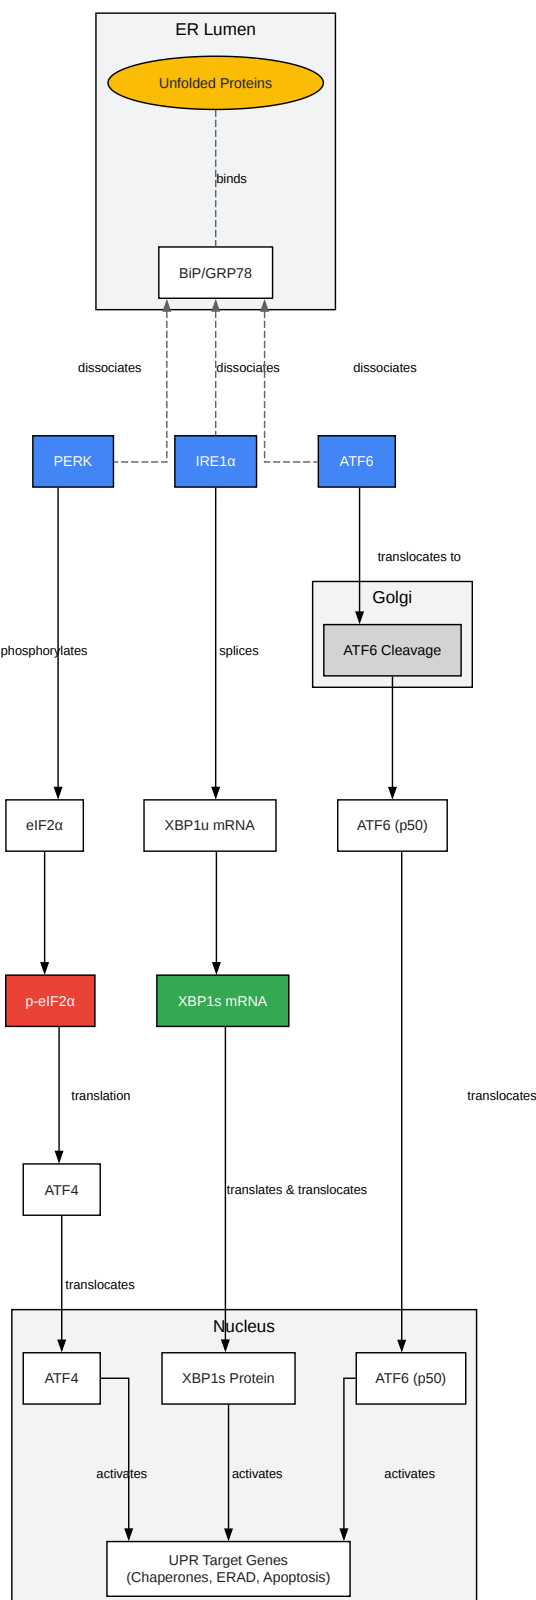 ER Lumen
Unfolded Proteins
binds
BiP/GRP78
dissociates
dissociates
dissociates
PERK
IRE1α
ATF6
translocates to
Golgi
phosphorylates
splices
ATF6 Cleavage
eIF2α
XBP1u mRNA
ATF6 (p50)
p-eIF2α
XBP1s mRNA
translation
translocates
ATF4
translates & translocates
translocates
Nucleus
ATF4
XBP1s Protein
ATF6 (p50)
activates
activates
activates
UPR Target Genes
(Chaperones, ERAD, Apoptosis)